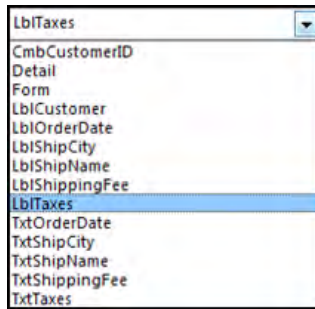 LblTaxes
CmbCustomerID
Detail
Form
LblCustomer
LblOrderDate
LblShipCity
LblShipName
LblShippingFee
LblTaxes
TxtOrderDate
TxtShipCity
TxtShipName
TxtShippingFee
TxtTaxes